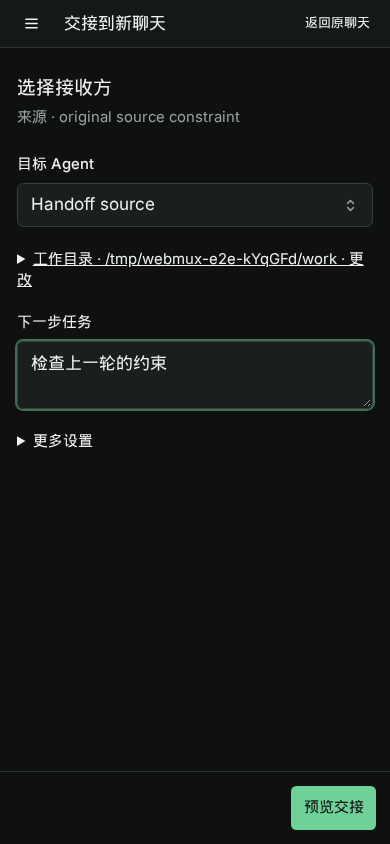 交接到新聊天
返回原聊天
选择接收方
来源 · original source constraint
目标 Agent
Handoff source
工作目录 · /tmp/webmux-e2e-kYqGFd/work · 更
改
下一步任务
检查上一轮的约束
更多设置
预览交接